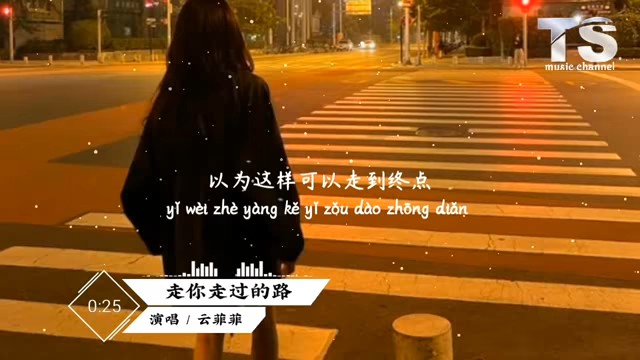 TS
music channel
以为这样可以走到终点
yǐ wèi zhè yàng kě yǐ zǒu dào zhōng diǎn
0:25
走你走过的路
演唱 / 云菲菲